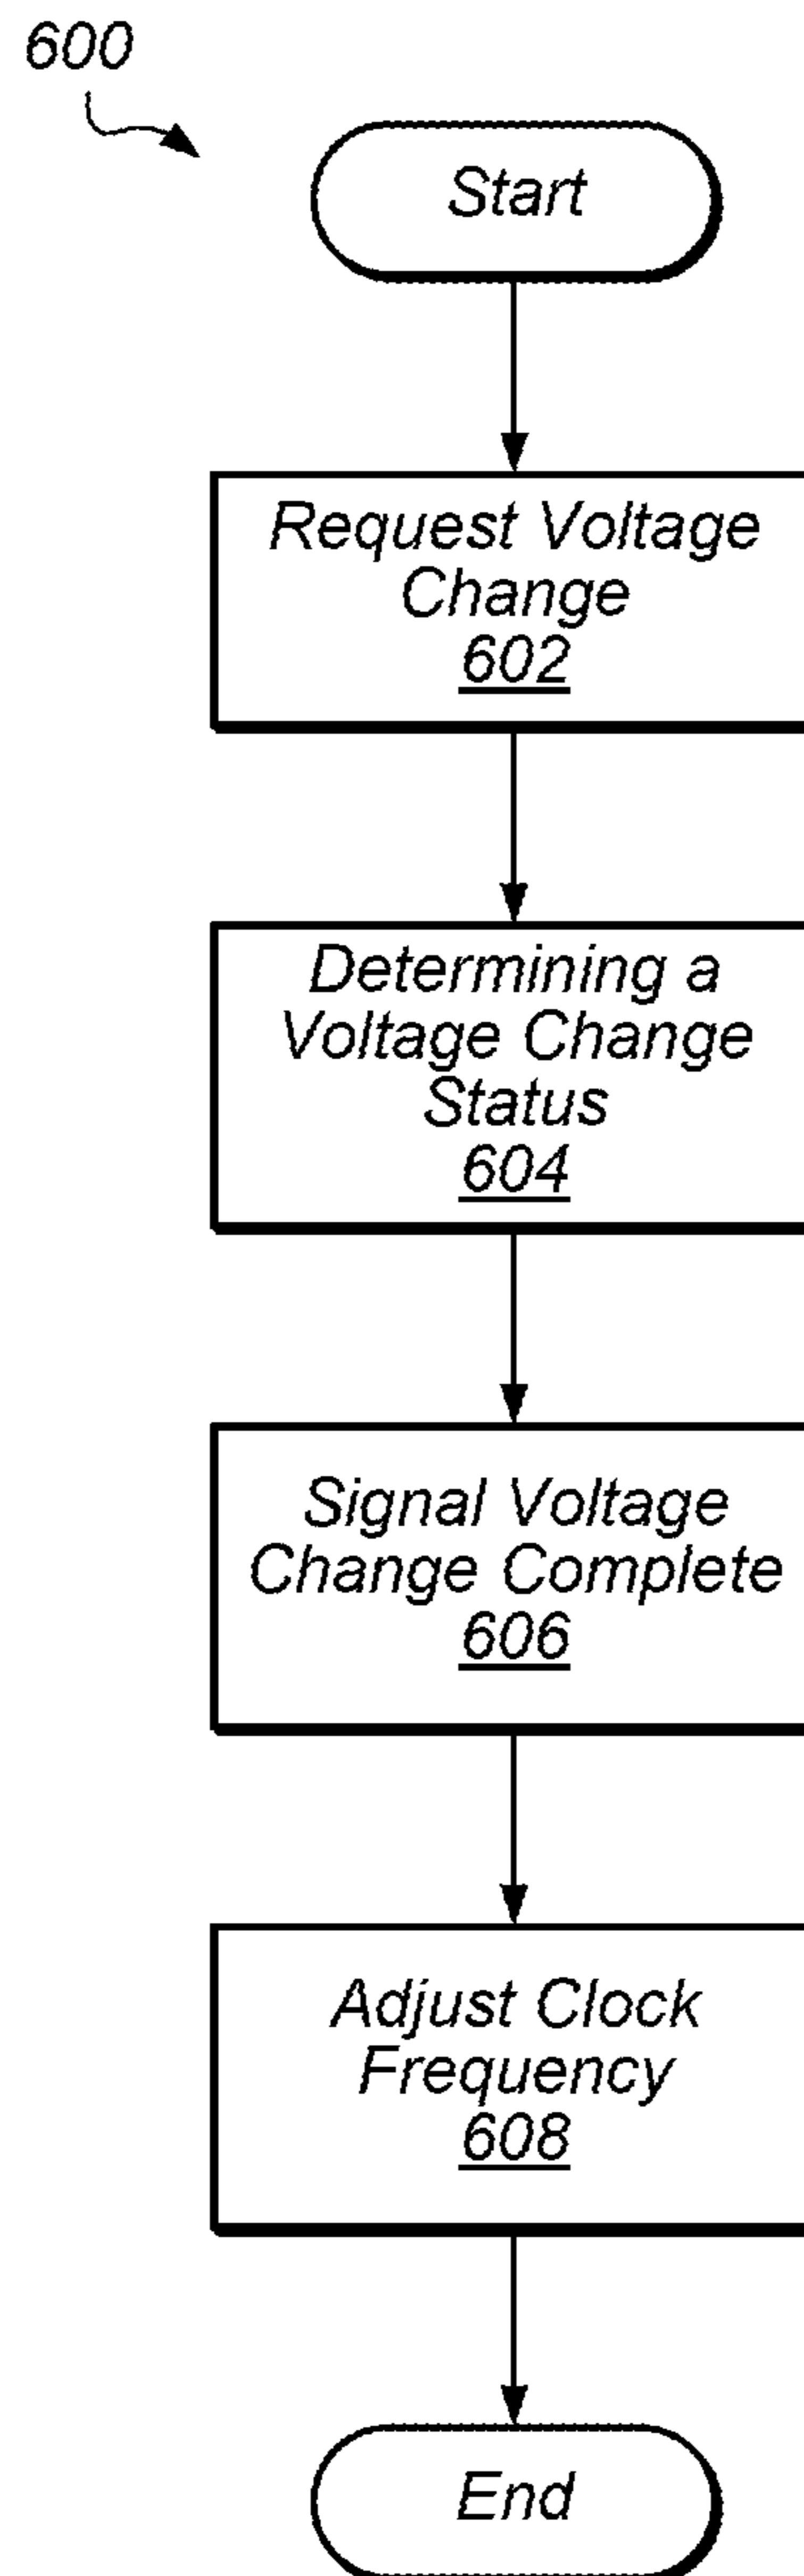 600
Start
Request Voltage
Change
602
Determining a
Voltage Change
Status
604
Signal Voltage
Change Complete
606
Adjust Clock
Frequency
608
End